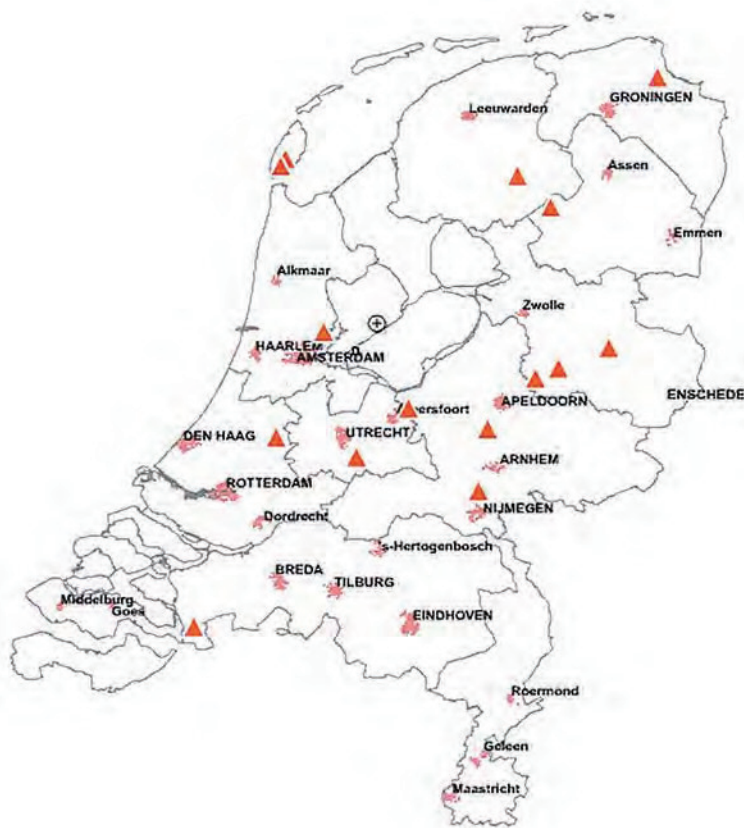 Leeuwarden
GRONINGEN
Assen
Emmen
Alkmaar
Zwolle
HAARLEM
AMSTERDAM
ENSCHEDE
APELDOORN
DEN HAAG
UTRECHT
ARNHEM
ROTTERDAM
NIJMEGEN
Dordrecht
's-Hertogenbosch
BREDA
TILBURG
Middelburg
Goes
EINDHOVEN
Roermond
Geleen
Maastricht